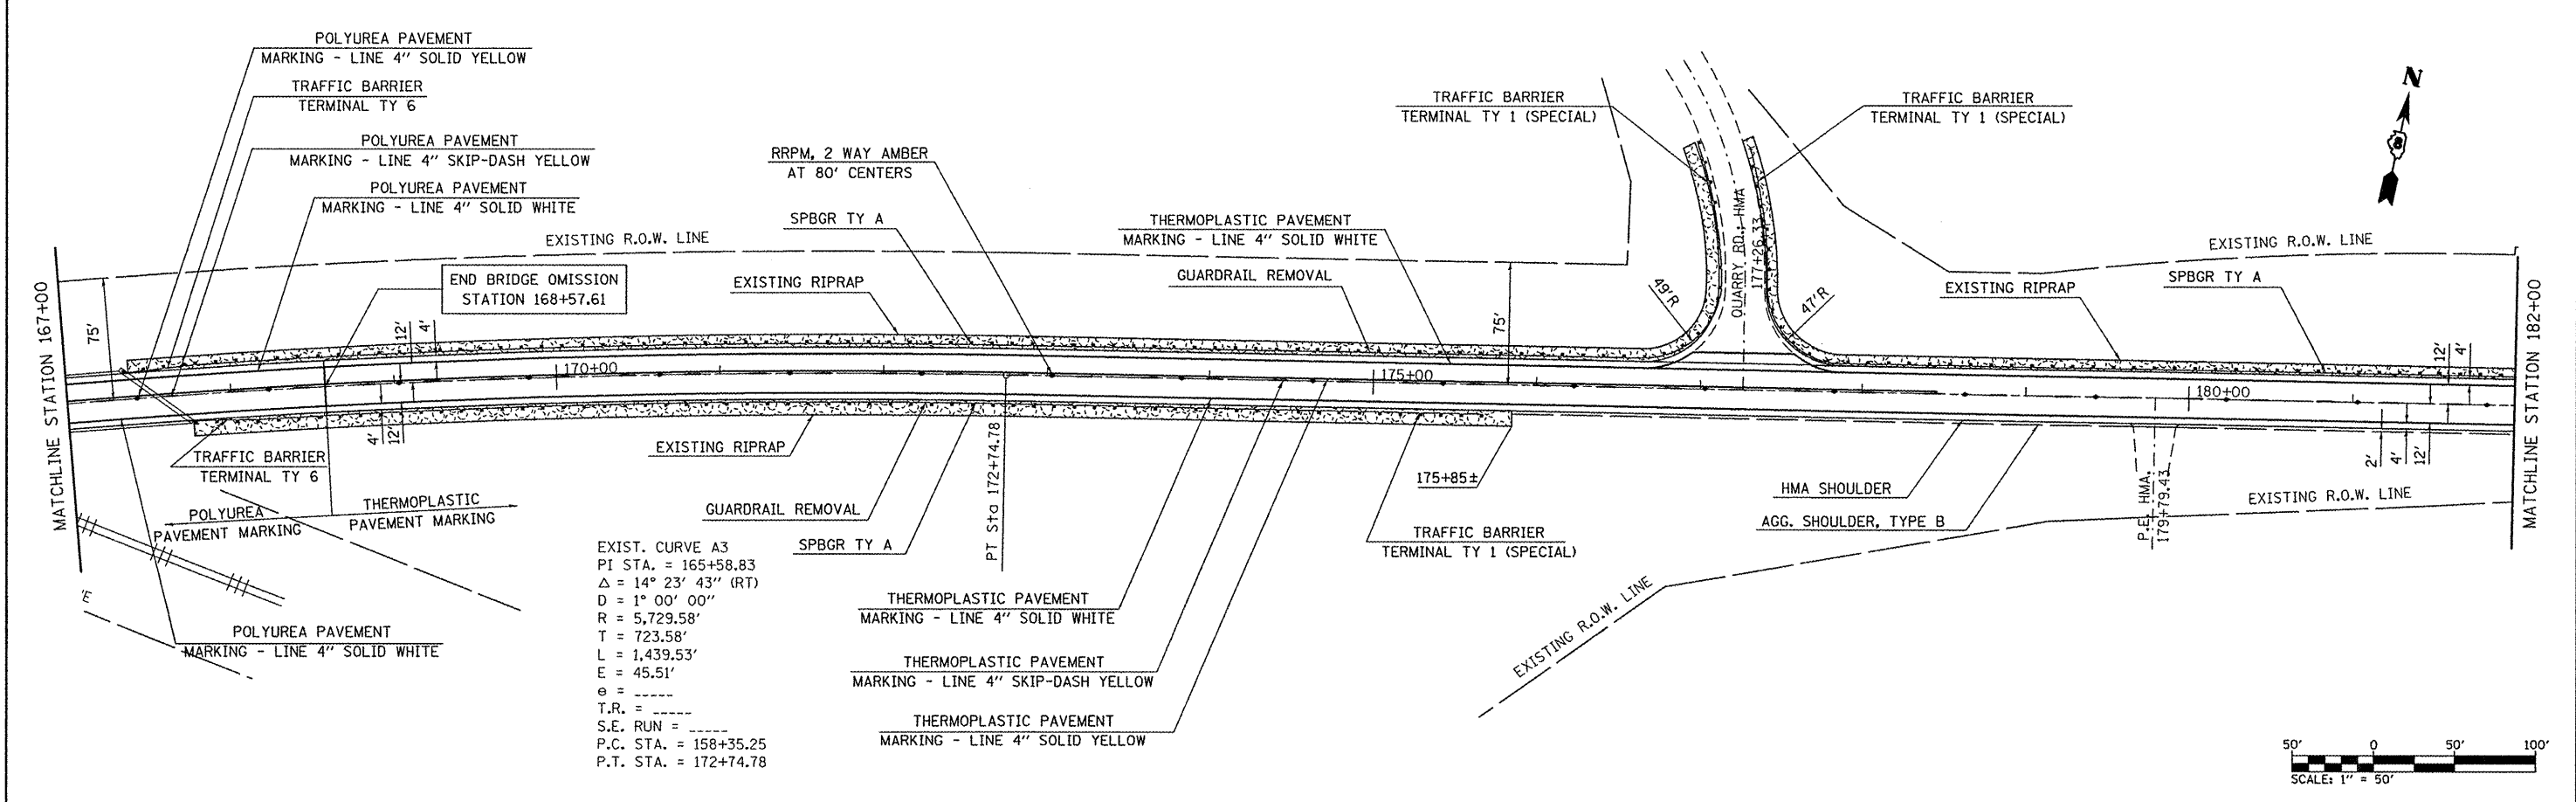 POLYUREA PAVEMENT
MARKING - LINE 4" SOLID YELLOW
TRAFFIC BARRIER
TERMINAL TY 6
POLYUREA PAVEMENT
MARKING - LINE 4" SKIP-DASH YELLOW
POLYUREA PAVEMENT
MARKING - LINE 4" SOLID WHITE
EXISTING R.O.W. LINE
END BRIDGE OMISSION
STATION 168+57.61
RRPM, 2 WAY AMBER
AT 80' CENTERS
SPBGR TY A
EXISTING RIPRAP
THERMOPLASTIC PAVEMENT
MARKING - LINE 4" SOLID WHITE
GUARDRAIL REMOVAL
TRAFFIC BARRIER
TERMINAL TY 1 (SPECIAL)
TRAFFIC BARRIER
TERMINAL TY 1 (SPECIAL)
N
8
QUARRY RD., HMA
177+26.33
49'R
47'R
EXISTING R.O.W. LINE
SPBGR TY A
EXISTING RIPRAP
MATCHLINE STATION 167+00
75'
12'
4'
75'
12'
4'
MATCHLINE STATION 182+00
170+00
175+00
180+00
4'
12'
2'
4'
12'
TRAFFIC BARRIER
TERMINAL TY 6
POLYUREA
PAVEMENT MARKING
THERMOPLASTIC
PAVEMENT MARKING
POLYUREA PAVEMENT
MARKING - LINE 4" SOLID WHITE
EXISTING RIPRAP
GUARDRAIL REMOVAL
SPBGR TY A
PT Sta 172+74.78
EXIST. CURVE A3
PI STA. = 165+58.83
Δ = 14° 23' 43" (RT)
D = 1° 00' 00"
R = 5,729.58'
T = 723.58'
L = 1,439.53'
E = 45.51'
e = _____
T.R. = _____
S.E. RUN = _____
P.C. STA. = 158+35.25
P.T. STA. = 172+74.78
THERMOPLASTIC PAVEMENT
MARKING - LINE 4" SOLID WHITE
THERMOPLASTIC PAVEMENT
MARKING - LINE 4" SKIP-DASH YELLOW
THERMOPLASTIC PAVEMENT
MARKING - LINE 4" SOLID YELLOW
175+85±
TRAFFIC BARRIER
TERMINAL TY 1 (SPECIAL)
HMA SHOULDER
AGG. SHOULDER, TYPE B
P.E. HMA.
179+79.43
EXISTING R.O.W. LINE
EXISTING R.O.W. LINE
50' 0 50' 100'
SCALE: 1" = 50'